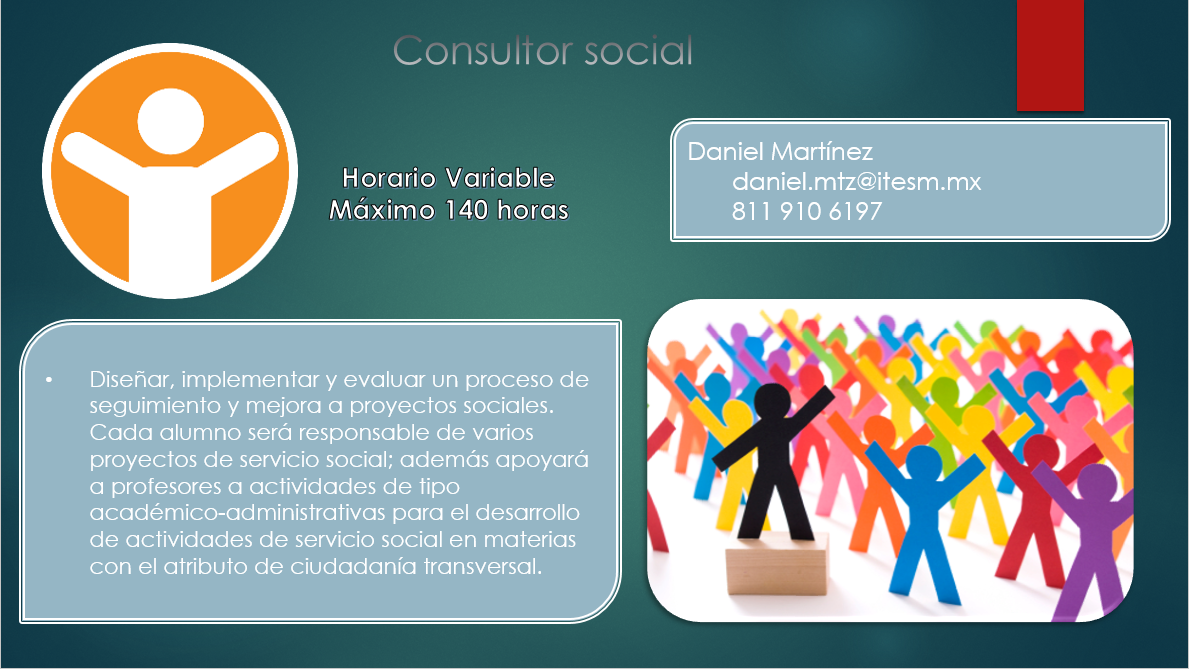 Consultor social
Horario Variable
Máximo 140 horas
Daniel Martínez
daniel.mtz@itesm.mx
811 910 6197
• Diseñar, implementar y evaluar un proceso de
seguimiento y mejora a proyectos sociales.
Cada alumno será responsable de varios
proyectos de servicio social; además apoyará
a profesores a actividades de tipo
académico-administrativas para el desarrollo
de actividades de servicio social en materias
con el atributo de ciudadanía transversal.